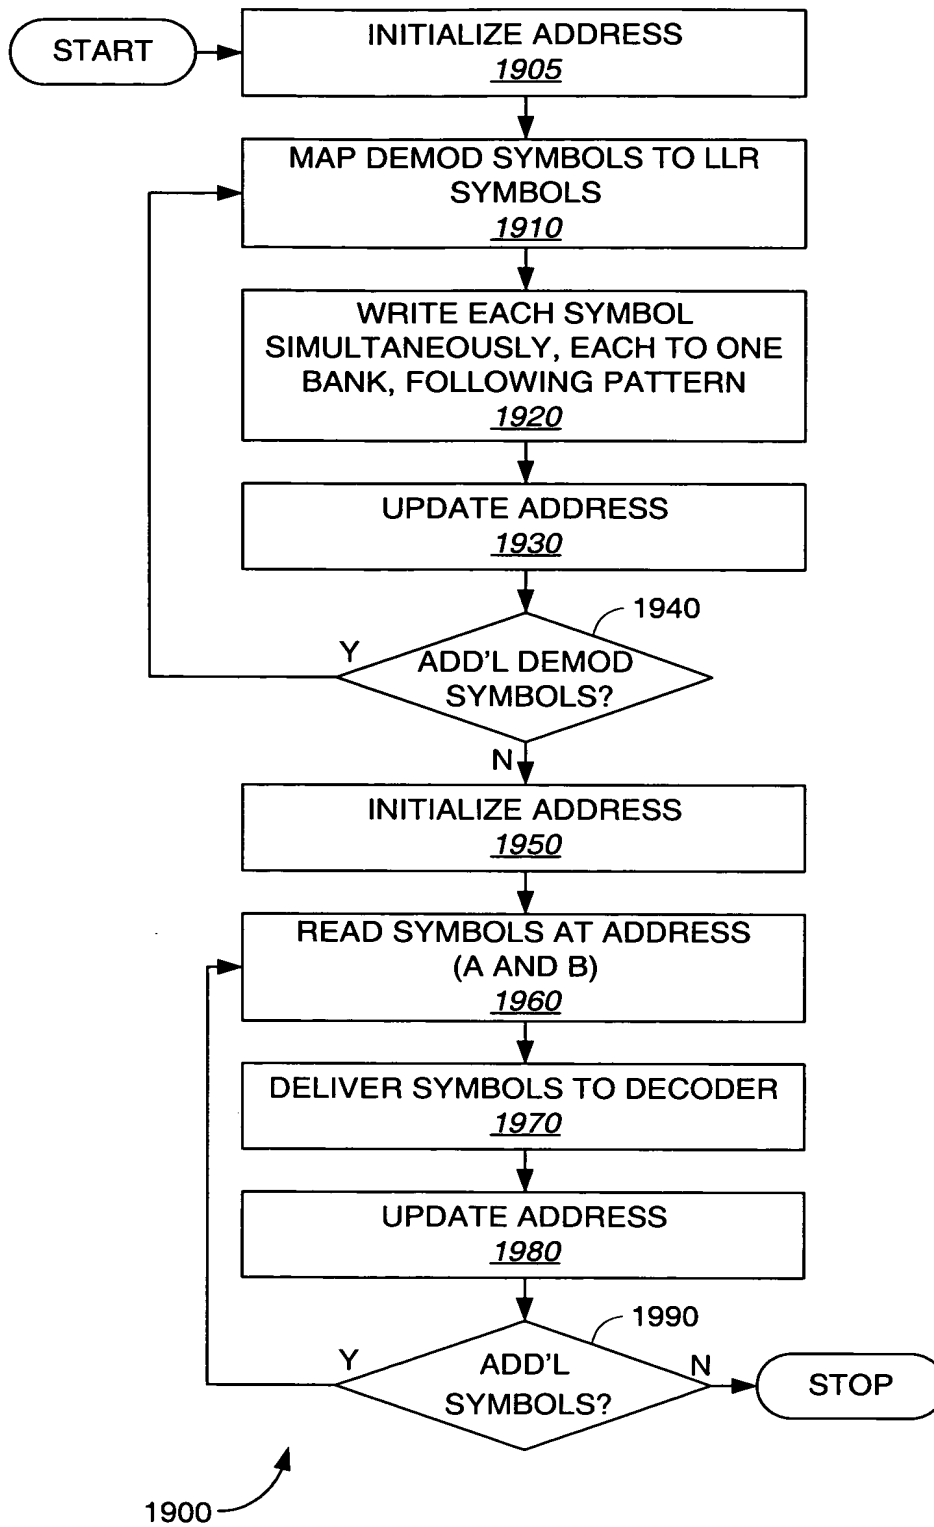 START
INITIALIZE ADDRESS
1905
MAP DEMOD SYMBOLS TO LLR
SYMBOLS
1910
WRITE EACH SYMBOL
SIMULTANEOUSLY, EACH TO ONE
BANK, FOLLOWING PATTERN
1920
UPDATE ADDRESS
1930
1940
Y
ADD'L DEMOD
SYMBOLS?
N
INITIALIZE ADDRESS
1950
READ SYMBOLS AT ADDRESS
(A AND B)
1960
DELIVER SYMBOLS TO DECODER
1970
UPDATE ADDRESS
1980
1990
Y
ADD'L
SYMBOLS?
N
STOP
1900